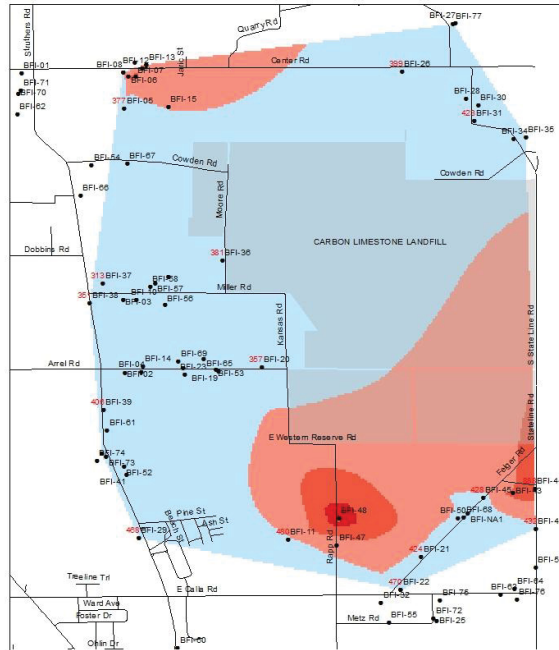 Struthers Rd
BFI-27
BFI-77
Quarry Rd
BFI-13
BFI-01
BFI-08
BFI-07
Center Rd
389 BFI-26
BFI-71
BFI-70
BFI-06
BFI-28
BFI-30
BFI-62
377 BFI-05
BFI-15
BFI-31
BFI-34
BFI-35
BFI-54
BFI-67
Cowden Rd
Cowden Rd
BFI-66
Moore Rd
Dobbins Rd
381 BFI-36
CARBON LIMESTONE LANDFILL
313 BFI-37
BFI-58
BFI-57
Miller Rd
BFI-38
BFI-03
BFI-56
Kansas Rd
S State Line Rd
BFI-69
BFI-14
BFI-65
357 BFI-20
Arrel Rd
BFI-04
BFI-23
BFI-02
BFI-19
BFI-53
BFI-39
Stateline Rd
BFI-61
E Western Reserve Rd
BFI-74
BFI-73
Felger Rd
BFI-52
BFI-41
BFI-45
BFI-43
Pine St
BFI-48
BFI-50
BFI-68
Beach St
Ash St
BFI-NA1
468 BFI-29
BFI-11
BFI-47
Rapp Rd
424 BFI-21
Treeline Trl
E Calla Rd
470 BFI-22
BFI-64
Ward Ave
BFI-32
BFI-75
BFI-63
BFI-76
Foster Dr
Metz Rd
BFI-72
BFI-55
BFI-25
Ohlin Dr
BFI-60